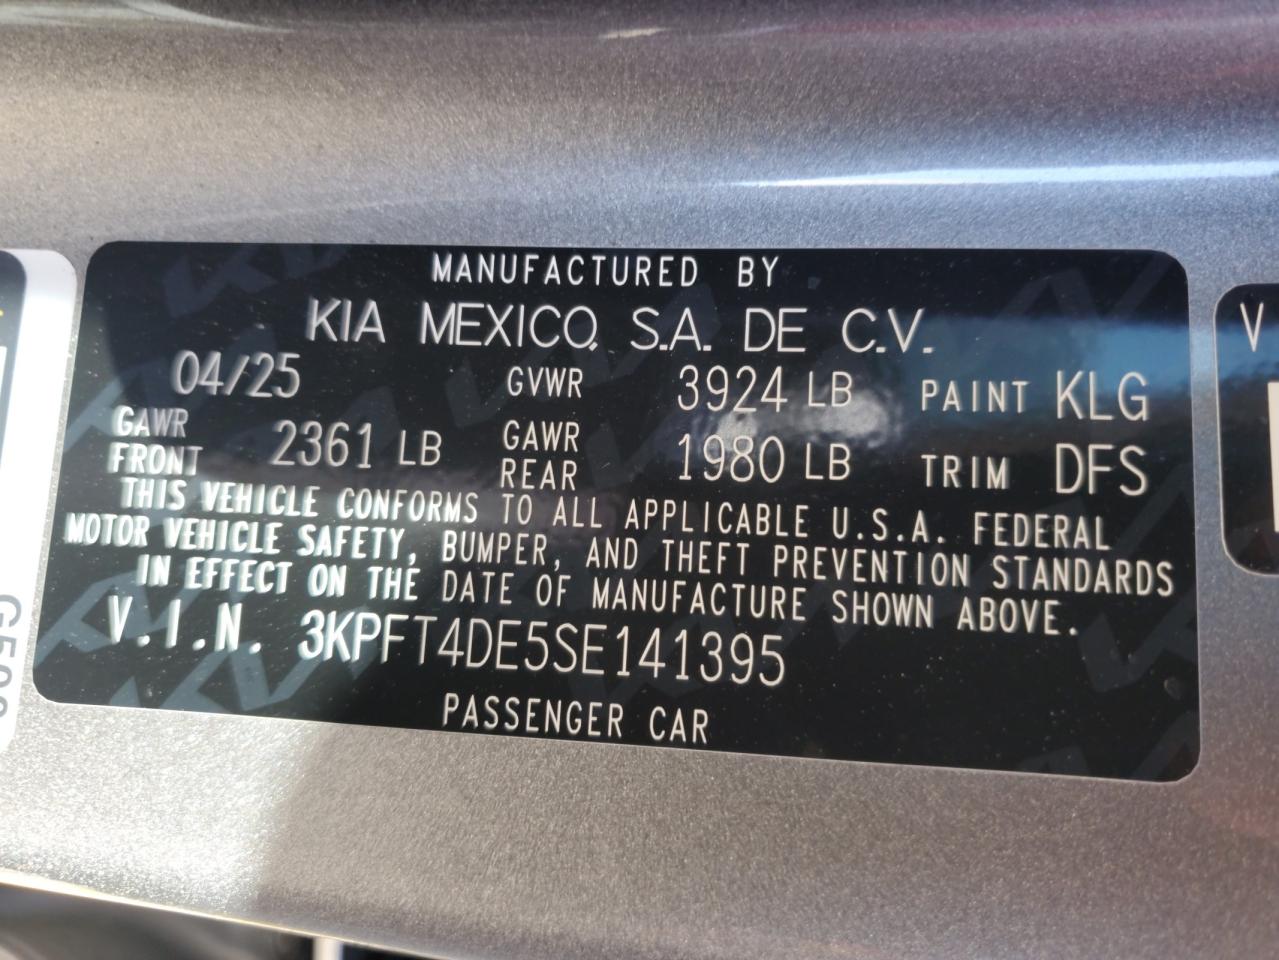 MANUFACTURED BY
KIA MEXICO, S.A. DE C.V.
04/25 GVWR 3924 LB PAINT KLG
GAWR FRONT 2361 LB GAWR REAR 1980 LB TRIM DFS
THIS VEHICLE CONFORMS TO ALL APPLICABLE U.S.A. FEDERAL
MOTOR VEHICLE SAFETY, BUMPER, AND THEFT PREVENTION STANDARDS
IN EFFECT ON THE DATE OF MANUFACTURE SHOWN ABOVE.
V.I.N. 3KPFT4DE5SE141395
PASSENGER CAR
V